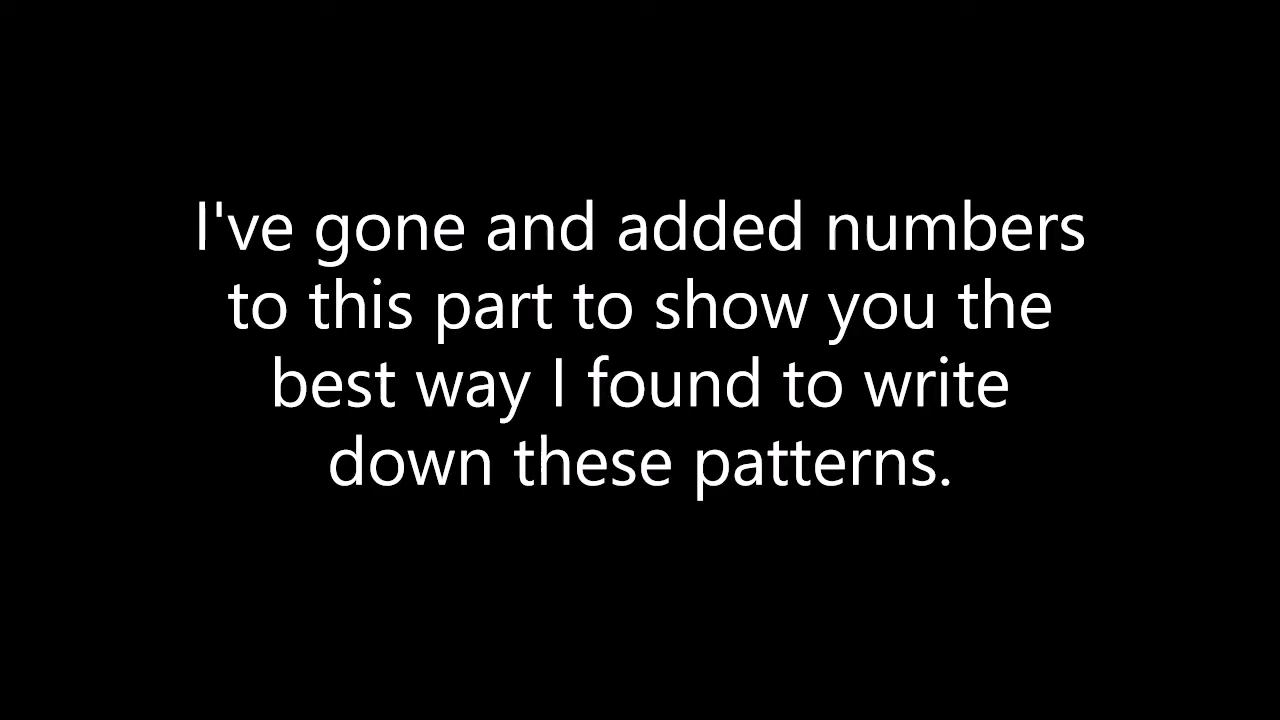 I've gone and added numbers
to this part to show you the
best way I found to write
down these patterns.